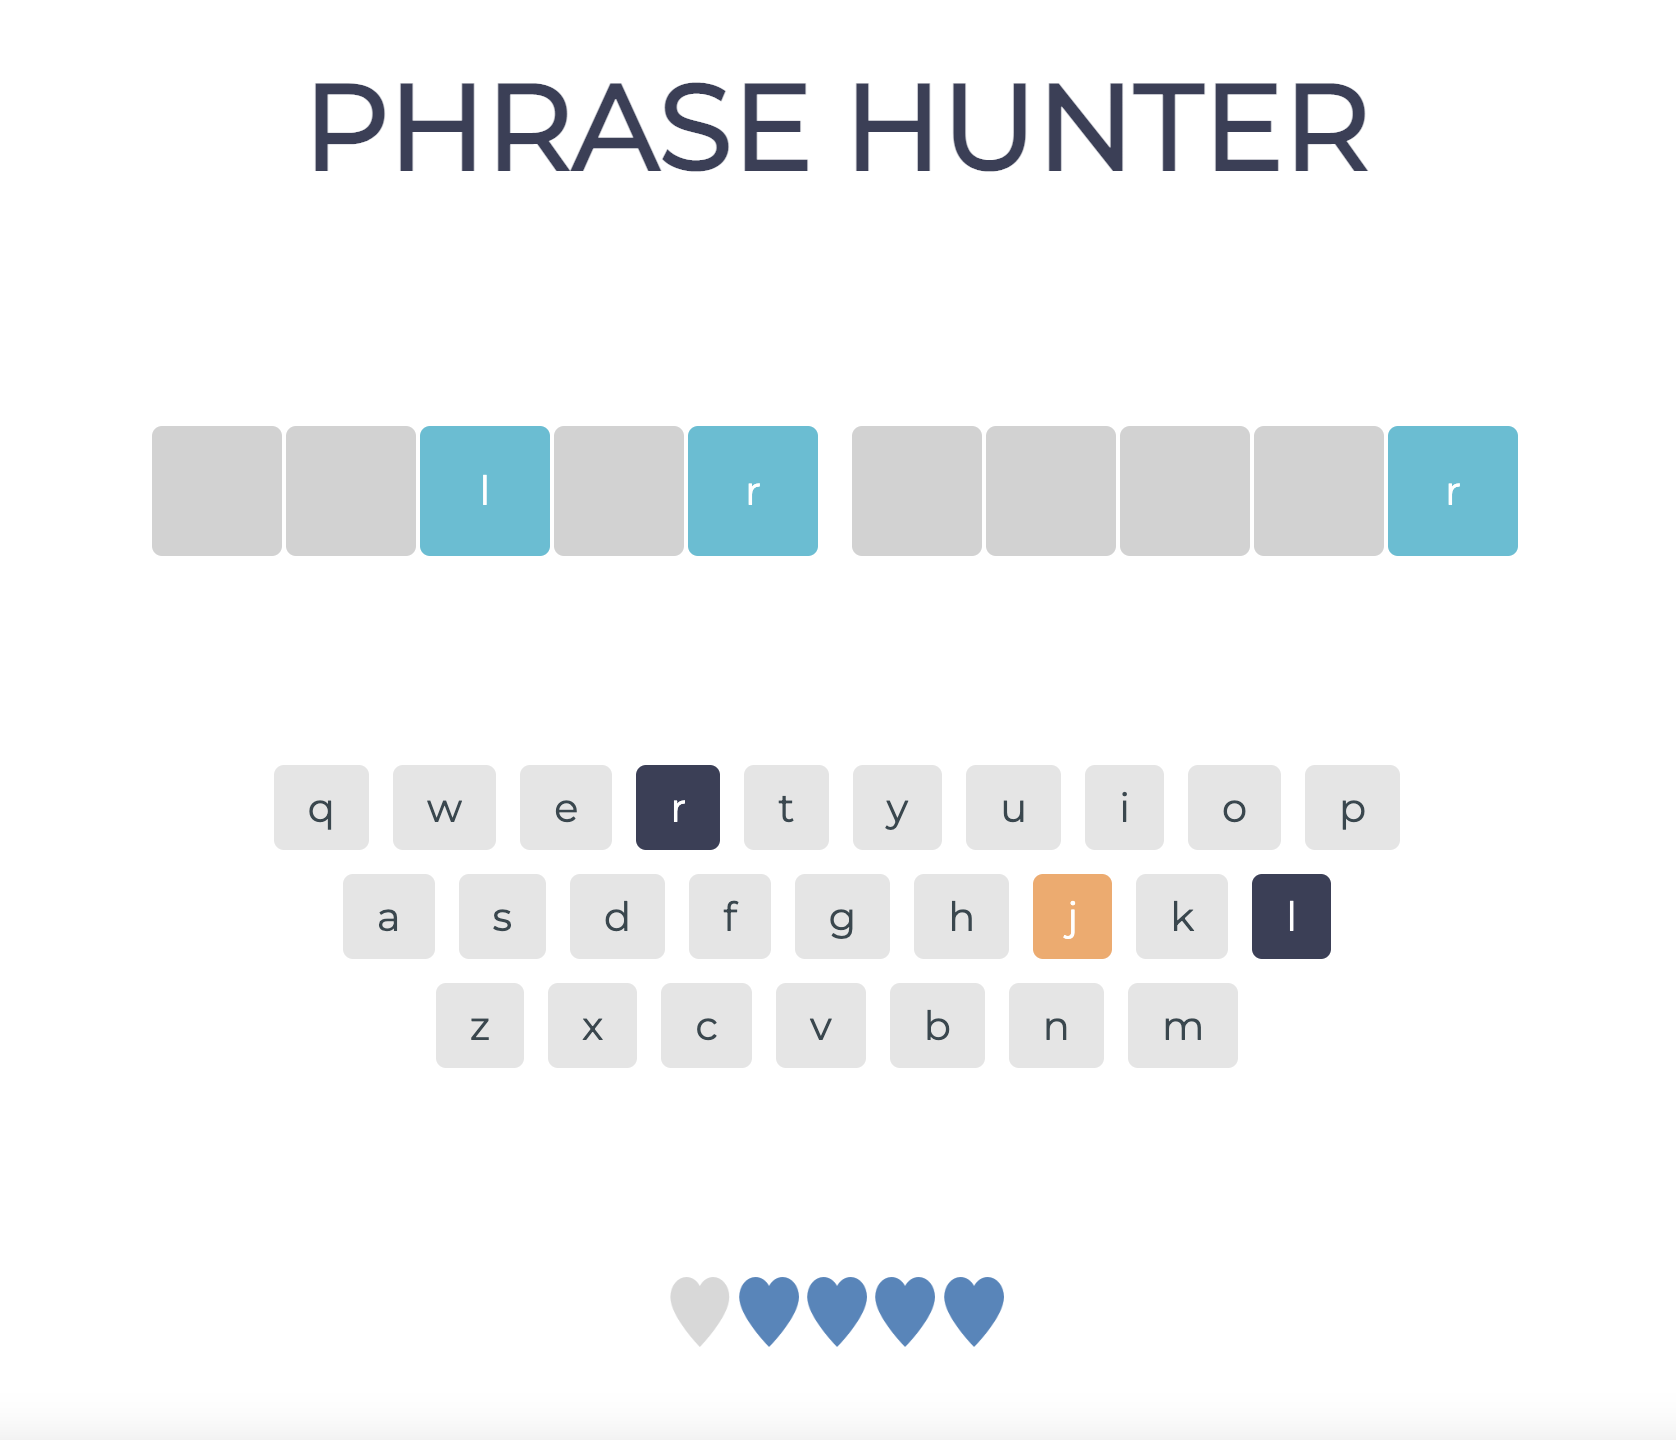 PHRASE HUNTER
l r r
q w e r t y u i o p
a s d f g h j k l
z x c v b n m